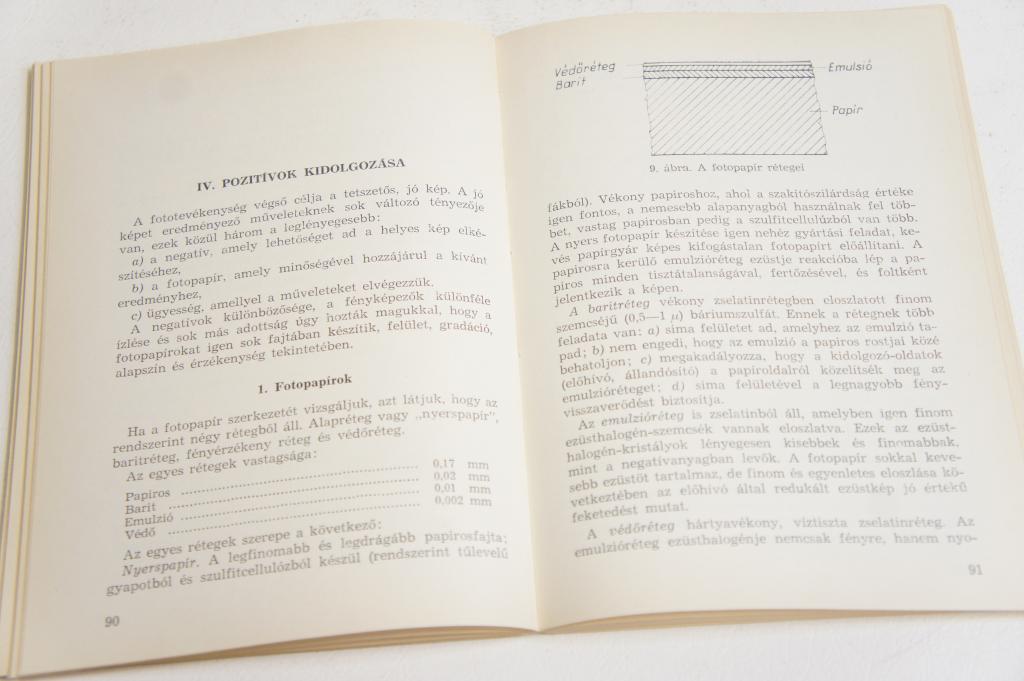 IV. POZITÍVOK KIDOLGOZÁSA
A fototevékenység végső célja a tetszetős, jó kép. A jó
képet eredményező műveleteknek sok változó tényezője
van, ezek közül három a leglényegesebb:
a) a negatív, amely lehetőséget ad a helyes kép elké-
szítéséhez,
b) a fotopapír, amely minőségével hozzájárul a kívánt
eredményhez,
c) ügyesség, amellyel a műveleteket elvégezzük.
A negatívok különbözősége, a fényképezők különféle
ízlése és sok más adottság úgy hozták magukkal, hogy a
fotopapírokat igen sok fajtában készítik, felület, gradáció,
alapszín és érzékenység tekintetében.
1. Fotopapírok
Ha a fotopapír szerkezetét vizsgáljuk, azt látjuk, hogy az
rendszerint négy rétegből áll. Alapréteg vagy „nyerspapír",
baritréteg, fényérzékeny réteg és védőréteg.
Az egyes rétegek vastagsága:
Papiros ........................................ 0,17 mm
Barit ........................................ 0,02 mm
Emulzió ........................................ 0,01 mm
Védő ........................................ 0,002 mm
Az egyes rétegek szerepe a következő:
Nyerspapír. A legfinomabb és legdrágább papirosfajta;
gyapotból és szulfitcellulózból készül (rendszerint tűlevelű
90
Védőréteg
Barit
Emulsió
Papír
9. ábra. A fotopapír rétegei
fákból). Vékony papiroshoz, ahol a szakítószilárdság értéke
igen fontos, a nemesebb alapanyagból használnak fel töb-
bet, vastag papirosban pedig a szulfitcellulózból van több.
A nyers fotopapír készítése igen nehéz gyártási feladat, ke-
vés papírgyár képes kifogástalan fotopapírt előállítani. A
papirosra kerülő emulzióréteg ezüstje reakcióba lép a pa-
piros minden tisztátalanságával, fertőzésével, és foltként
jelentkezik a képen.
A baritréteg vékony zselatinrétegben eloszlatott finom
szemcséjű (0,5—1 μ) báriumszulfát. Ennek a rétegnek több
feladata van: a) sima felületet ad, amelyhez az emulzió ta-
pad; b) nem engedi, hogy az emulzió a papiros rostjai közé
behatoljon; c) megakadályozza, hogy a kidolgozó-oldatok
(előhívó, állandósító) a papíroldalról közelítsék meg az
emulzióréteget; d) sima felületével a legnagyobb fény-
visszaverődést biztosítja.
Az emulzióréteg is zselatinból áll, amelyben igen finom
ezüsthalogén-szemcsék vannak eloszlatva. Ezek az ezüst-
halogén-kristályok lényegesen kisebbek és finomabbak,
mint a negatívanyagban levők. A fotopapír sokkal keve-
sebb ezüstöt tartalmaz, de finom és egyenletes eloszlása kö-
vetkeztében az előhívó által redukált ezüstkép jó értékű
feketedést mutat.
A védőréteg hártyavékony, víztiszta zselatinréteg. Az
emulzióréteg ezüsthalogénje nemcsak fényre, hanem nyo-
91